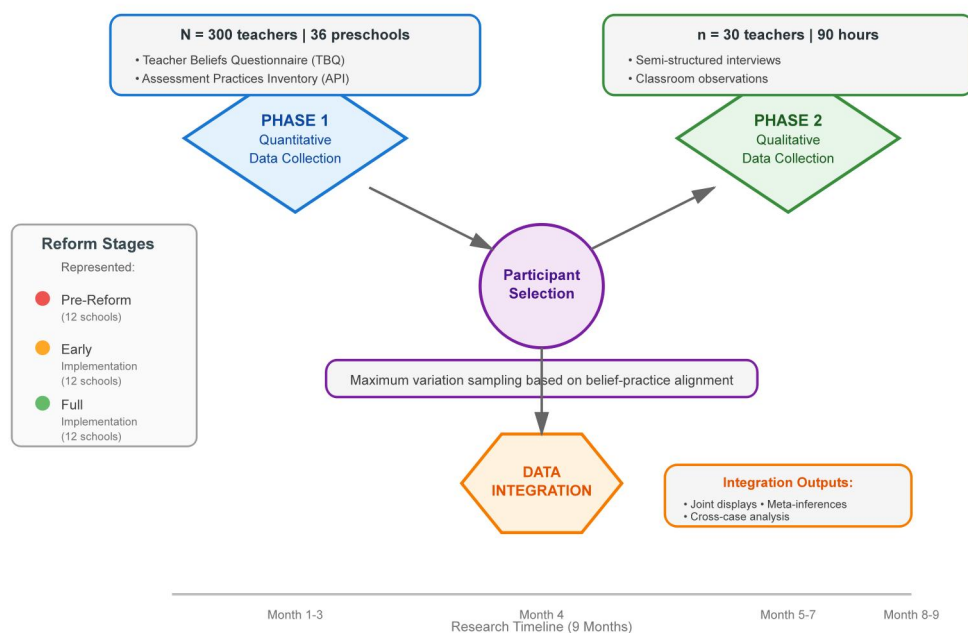 N = 300 teachers | 36 preschools
• Teacher Beliefs Questionnaire (TBQ)
• Assessment Practices Inventory (API)
PHASE 1
Quantitative
Data Collection
n = 30 teachers | 90 hours
• Semi-structured interviews
• Classroom observations
PHASE 2
Qualitative
Data Collection
Reform Stages
Represented:
Pre-Reform
(12 schools)
Early
Implementation
(12 schools)
Full
Implementation
(12 schools)
Participant
Selection
Maximum variation sampling based on belief-practice alignment
DATA
INTEGRATION
Integration Outputs:
• Joint displays • Meta-inferences
• Cross-case analysis
Month 1-3
Month 4
Month 5-7
Month 8-9
Research Timeline (9 Months)